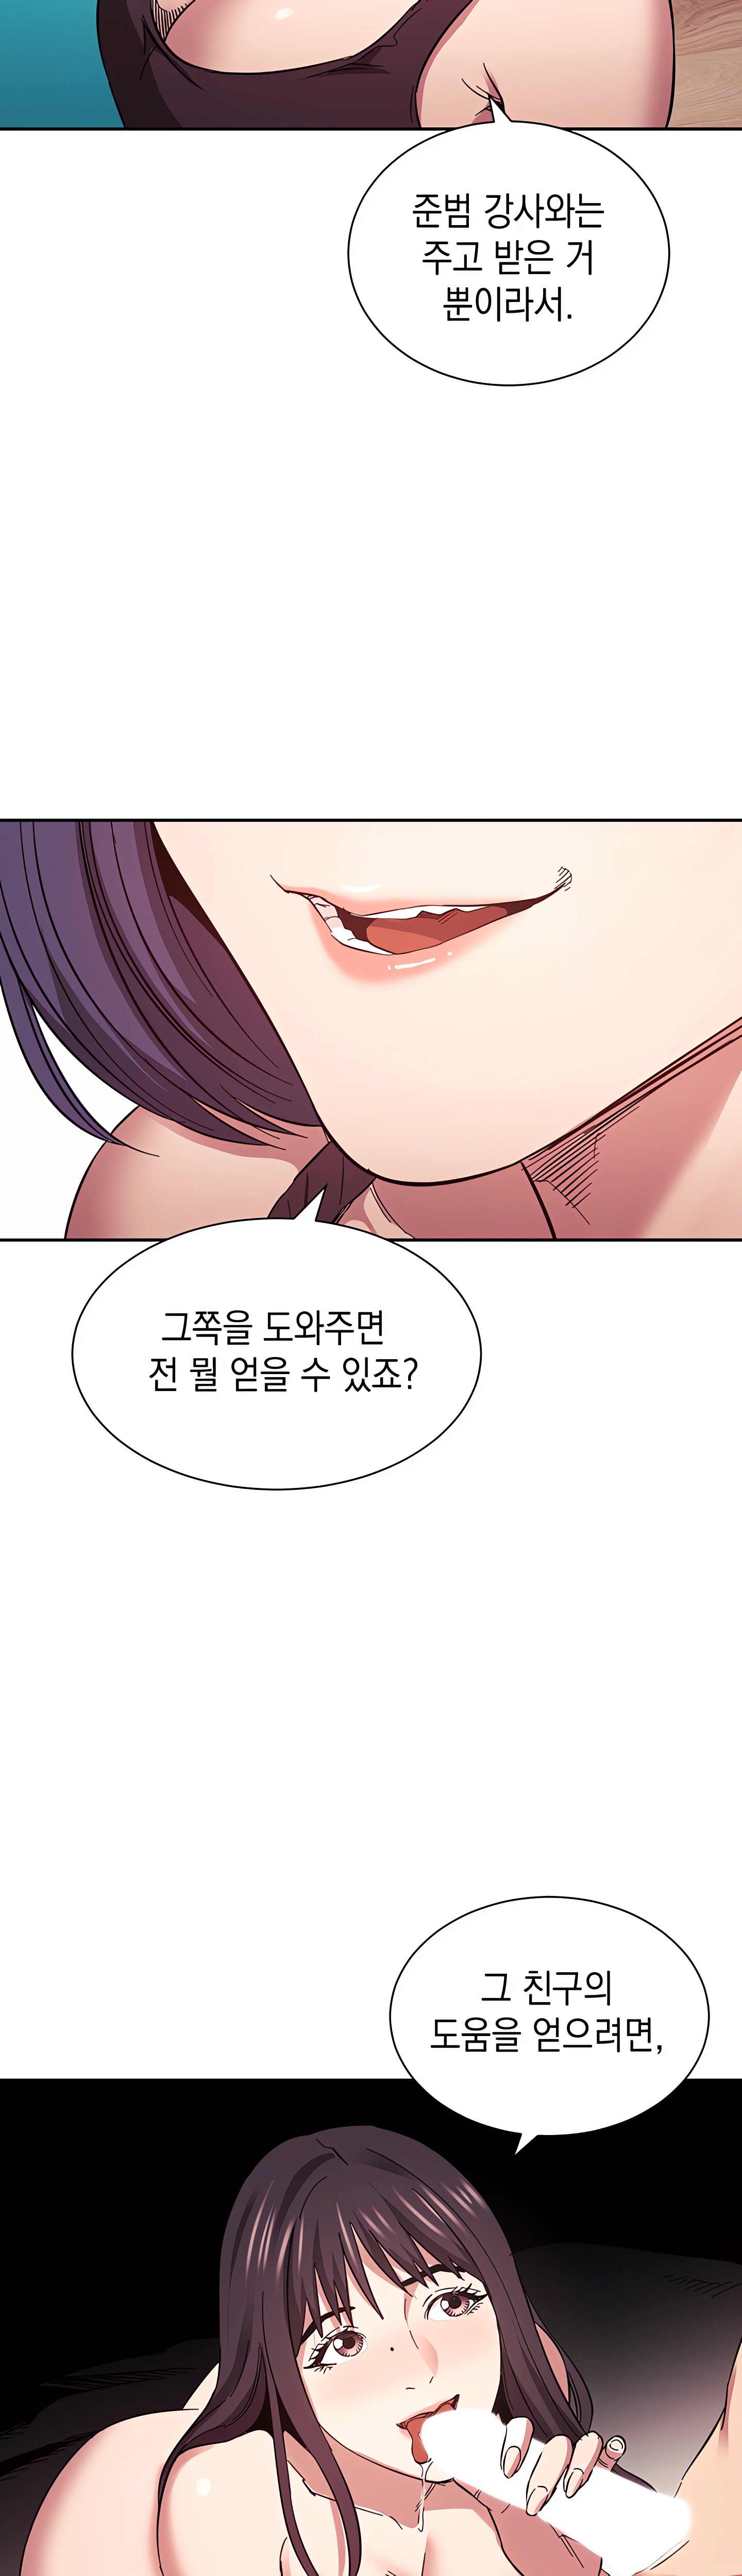 준범 강사와는
주고 받은 거
뿐이라서.
그쪽을 도와주면
전 뭘 얻을 수 있죠?
그 친구의
도움을 얻으려면,